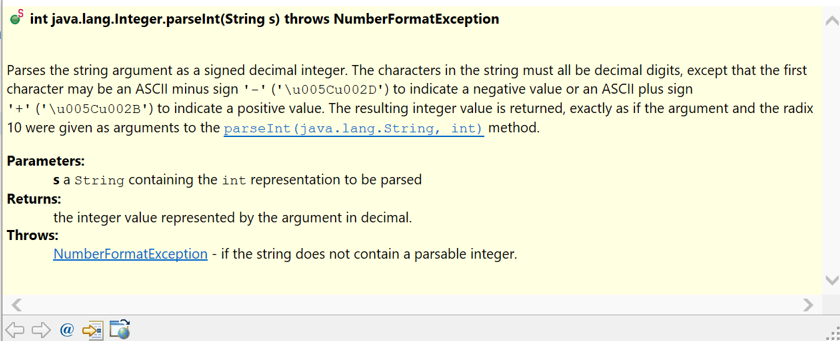 S int java.lang.Integer.parseInt(String s) throws NumberFormatException
Parses the string argument as a signed decimal integer. The characters in the string must all be decimal digits, except that the first
character may be an ASCII minus sign '-' ('\u005Cu002D') to indicate a negative value or an ASCII plus sign
'+' ('\u005Cu002B') to indicate a positive value. The resulting integer value is returned, exactly as if the argument and the radix
10 were given as arguments to the parseInt(java.lang.String, int) method.
Parameters:
s a String containing the int representation to be parsed
Returns:
the integer value represented by the argument in decimal.
Throws:
NumberFormatException - if the string does not contain a parsable integer.
@